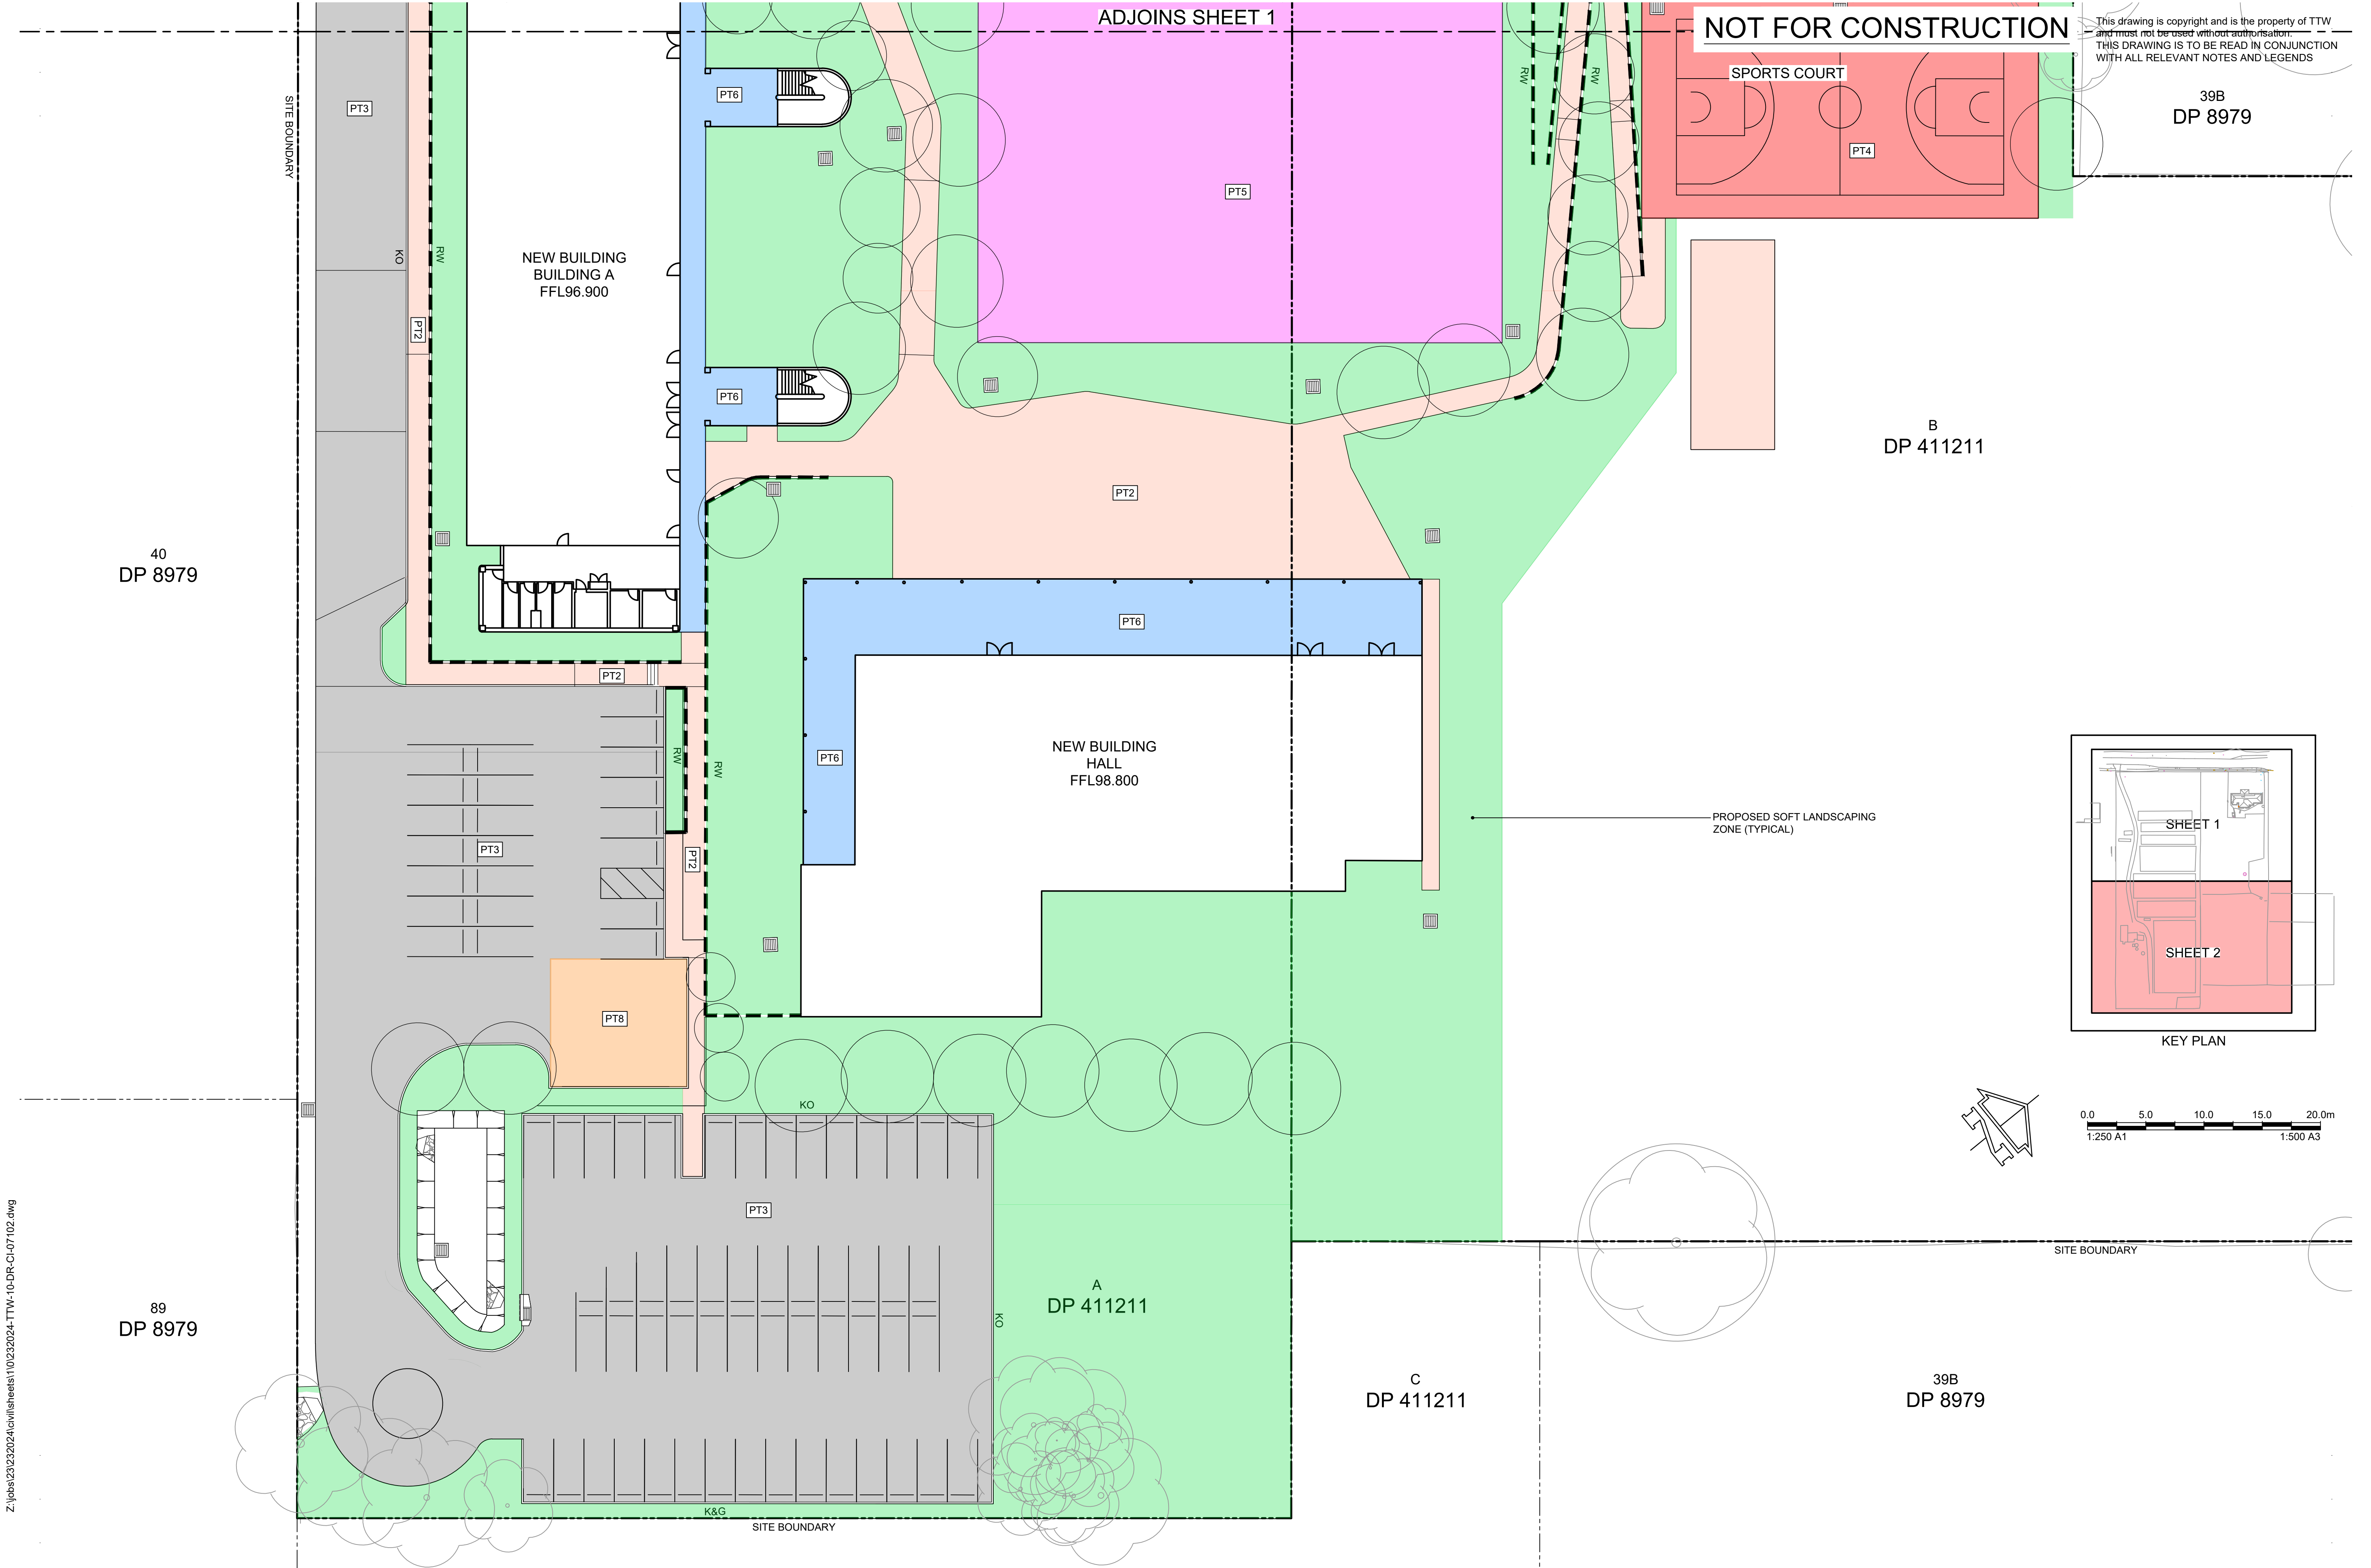 ADJOINS SHEET 1
NOT FOR CONSTRUCTION
This drawing is copyright and is the property of TTW
and must not be used without authorisation.
THIS DRAWING IS TO BE READ IN CONJUNCTION
WITH ALL RELEVANT NOTES AND LEGENDS
SPORTS COURT
PT4
39B
DP 8979
SITE BOUNDARY
PT3
KO
RW
PT2
NEW BUILDING
BUILDING A
FFL96.900
PT6
PT6
PT5
RW
RW
B
DP 411211
PT2
40
DP 8979
PT6
PT2
RW
RW
PT6
NEW BUILDING
HALL
FFL98.800
PT3
PT2
PROPOSED SOFT LANDSCAPING
ZONE (TYPICAL)
SHEET 1
SHEET 2
KEY PLAN
PT8
KO
0.0 5.0 10.0 15.0 20.0m
1:250 A1 1:500 A3
PT3
SITE BOUNDARY
A
DP 411211
KO
89
DP 8979
C
DP 411211
39B
DP 8979
K&G
SITE BOUNDARY
Z:\jobs\23\232024\civil\sheets\1\0\232024-TTW-10-DR-CI-07102.dwg